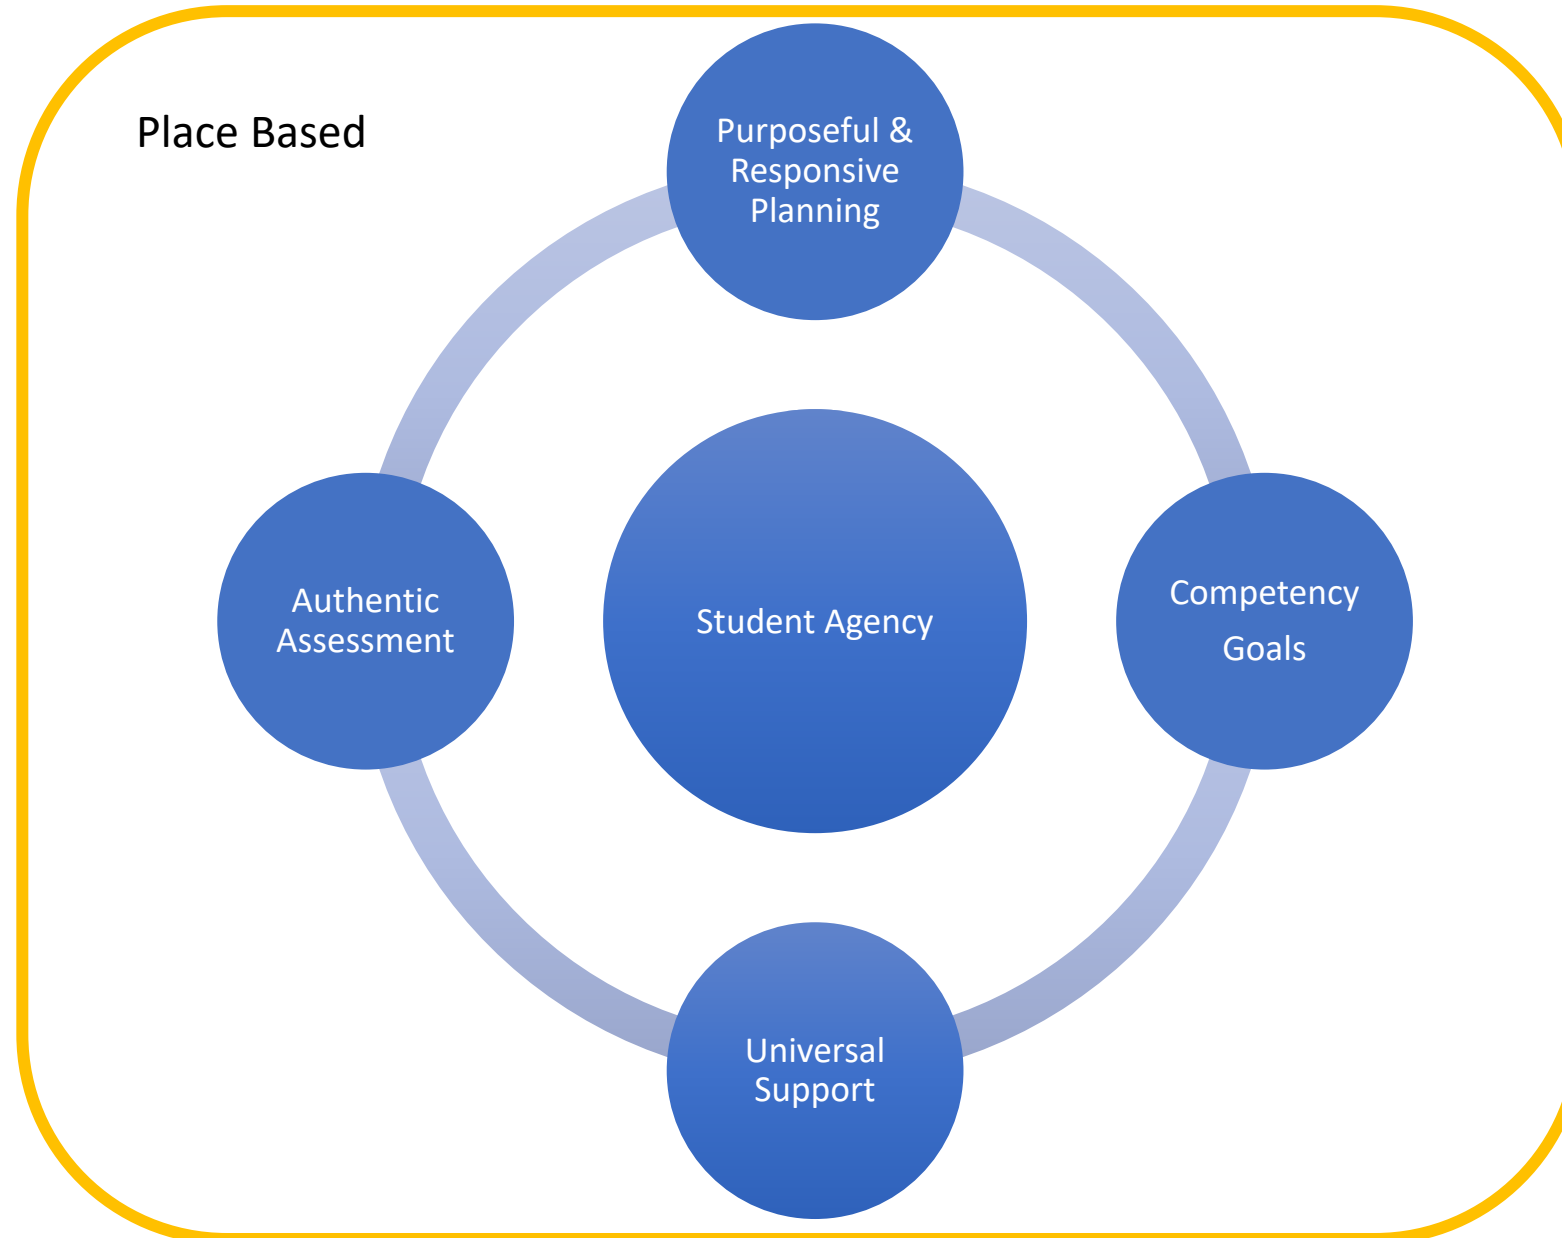 Place Based
Purposeful &
Responsive
Planning
Authentic
Assessment
Student Agency
Competency
Goals
Universal
Support